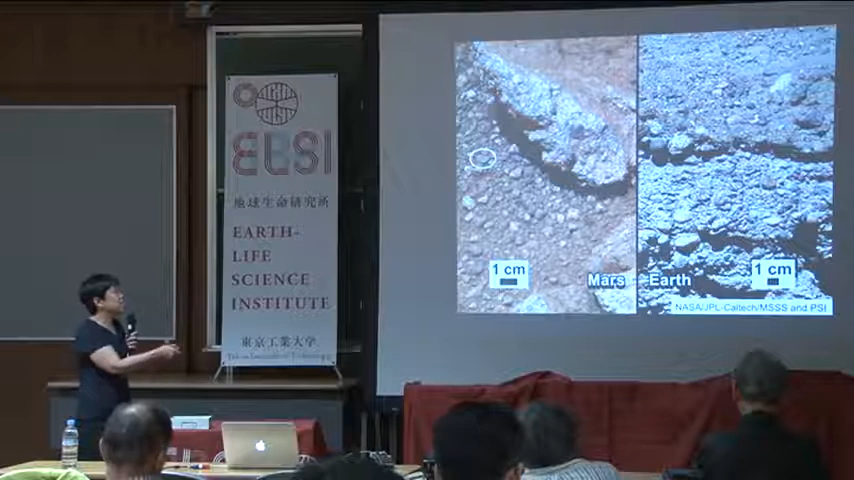 ELSI
地球生命研究所
EARTH-
LIFE
SCIENCE
INSTITUTE
東京工業大学
Tokyo Institute of Technology
1 cm
Mars
Earth
1 cm
NASA/JPL-Caltech/MSSS and PSI